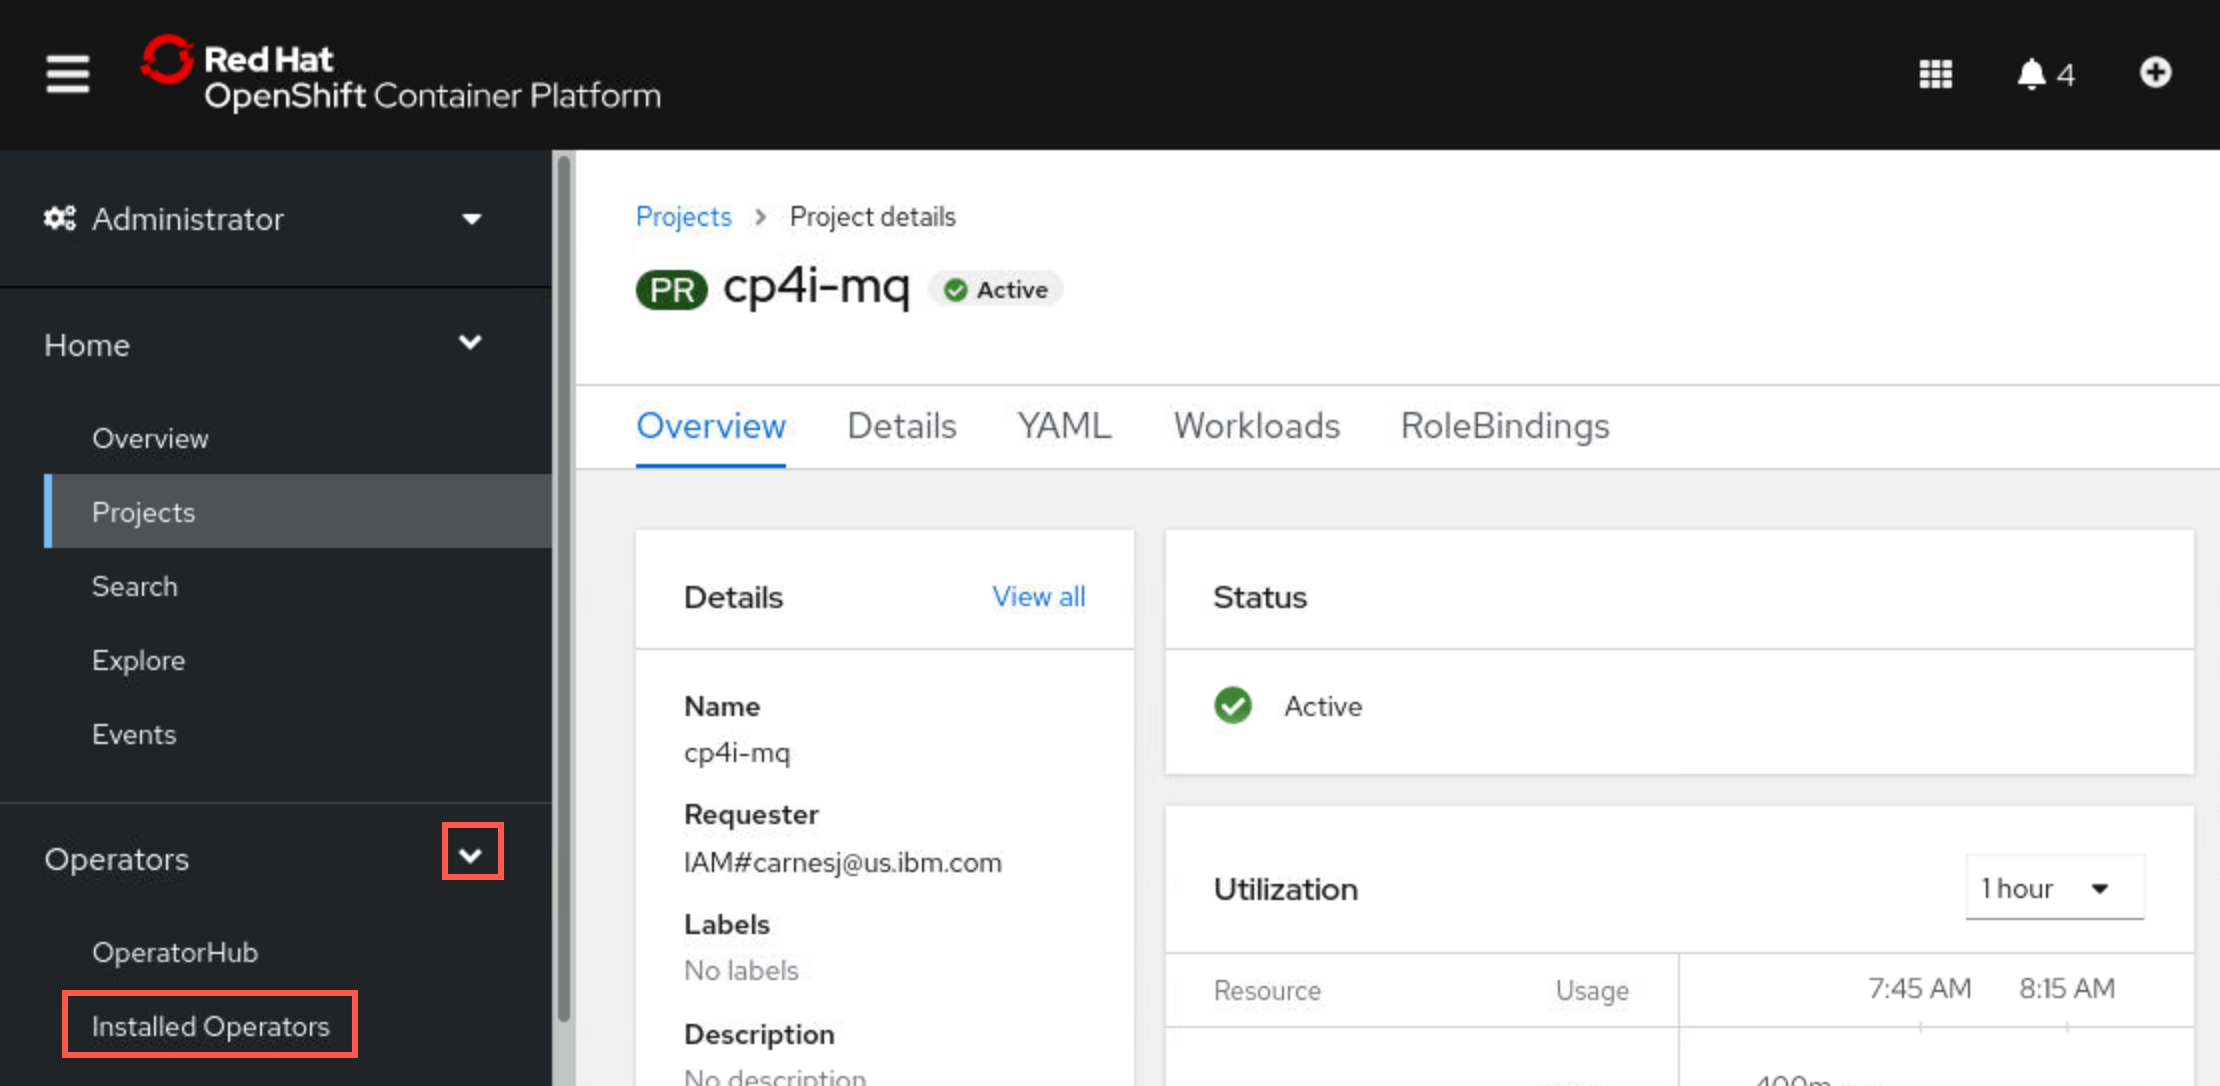 Red Hat
OpenShift Container Platform
4
Administrator
Home
Overview
Projects
Search
Explore
Events
Operators
OperatorHub
Installed Operators
Projects > Project details
PR cp4i-mq Active
Overview Details YAML Workloads RoleBindings
Details View all
Name
cp4i-mq
Requester
IAM#carnesj@us.ibm.com
Labels
No labels
Description
No description
Status
Active
Utilization 1 hour
Resource Usage 7:45 AM 8:15 AM
400m